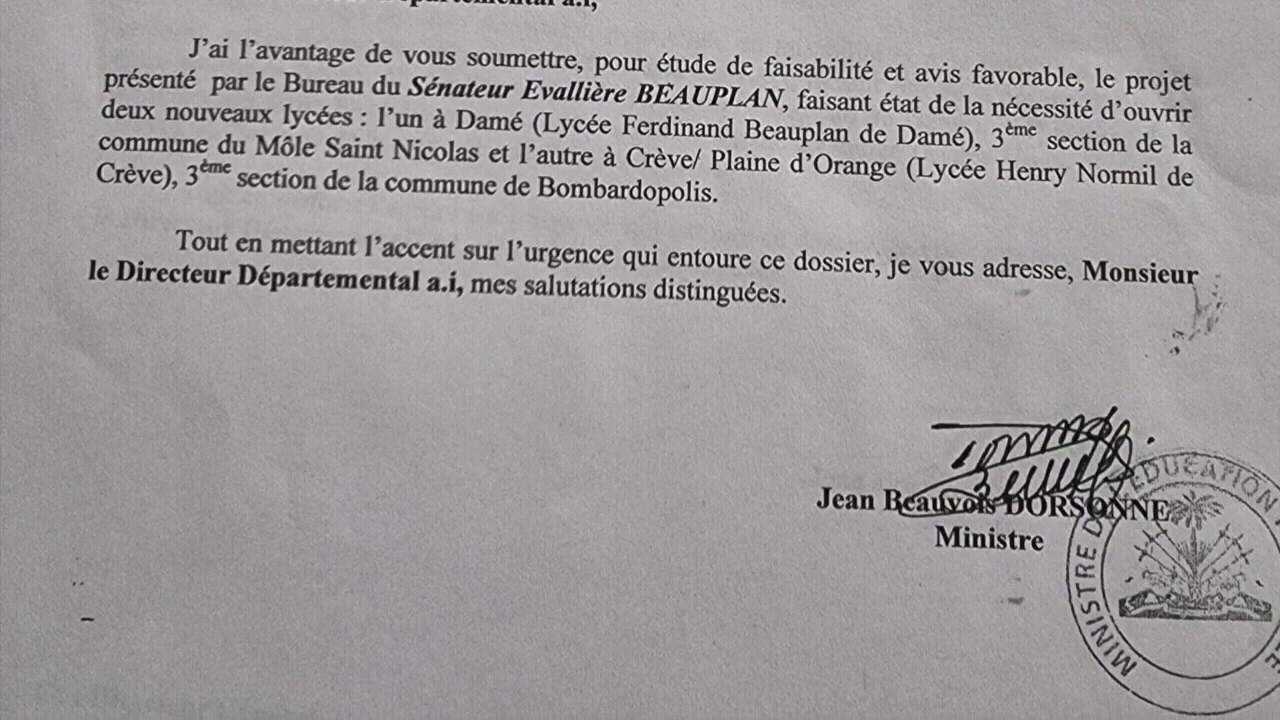 Départemental a.i,
J'ai l'avantage de vous soumettre, pour étude de faisabilité et avis favorable, le projet
présenté par le Bureau du Sénateur Evallière BEAUPLAN, faisant état de la nécessité d'ouvrir
deux nouveaux lycées : l'un à Damé (Lycée Ferdinand Beauplan de Damé), 3ème section de la
commune du Môle Saint Nicolas et l'autre à Crève/ Plaine d'Orange (Lycée Henry Normil de
Crève), 3ème section de la commune de Bombardopolis.
Tout en mettant l'accent sur l'urgence qui entoure ce dossier, je vous adresse, Monsieur
le Directeur Départemental a.i, mes salutations distinguées.
Jean Beauvois DORSONNE
Ministre
MINISTRE D EDUCATION